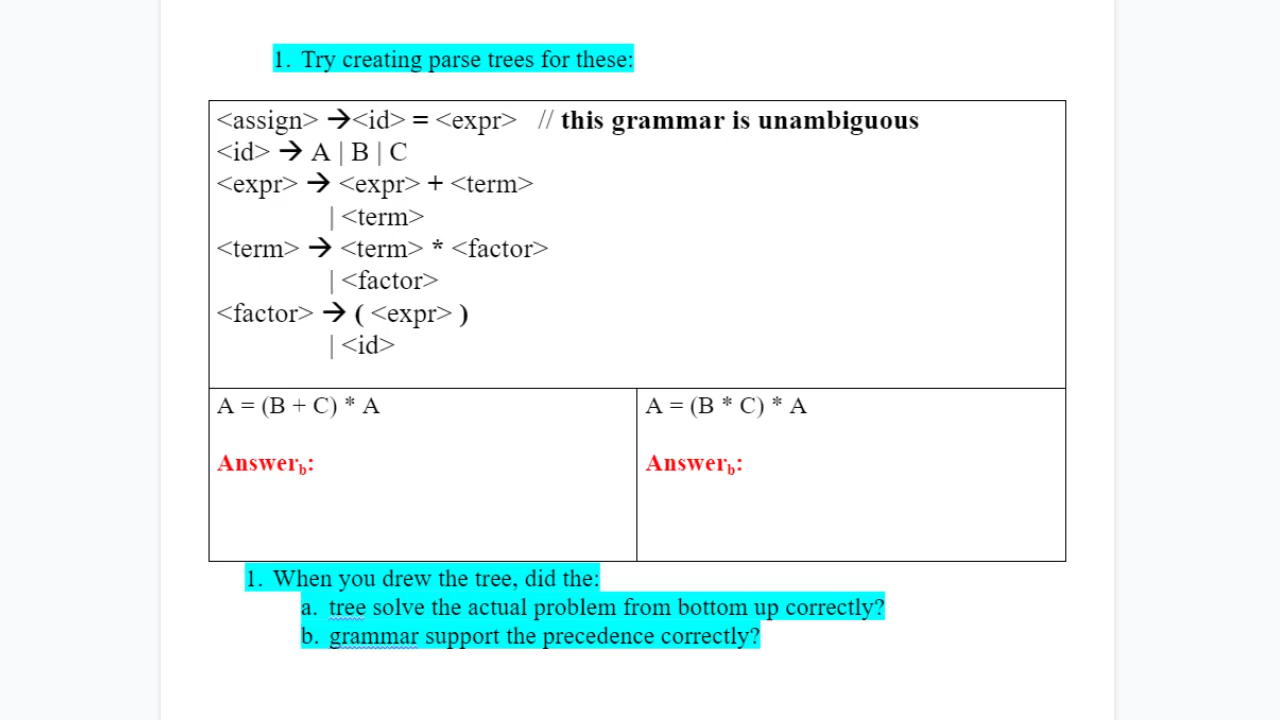 1. Try creating parse trees for these:
<assign> →<id> = <expr> // this grammar is unambiguous
<id> → A | B | C
<expr> → <expr> + <term>
| <term>
<term> → <term> * <factor>
| <factor>
<factor> → ( <expr> )
| <id>
A = (B + C) * A
A = (B * C) * A
Answerb:
Answerb:
1. When you drew the tree, did the:
a. tree solve the actual problem from bottom up correctly?
b. grammar support the precedence correctly?